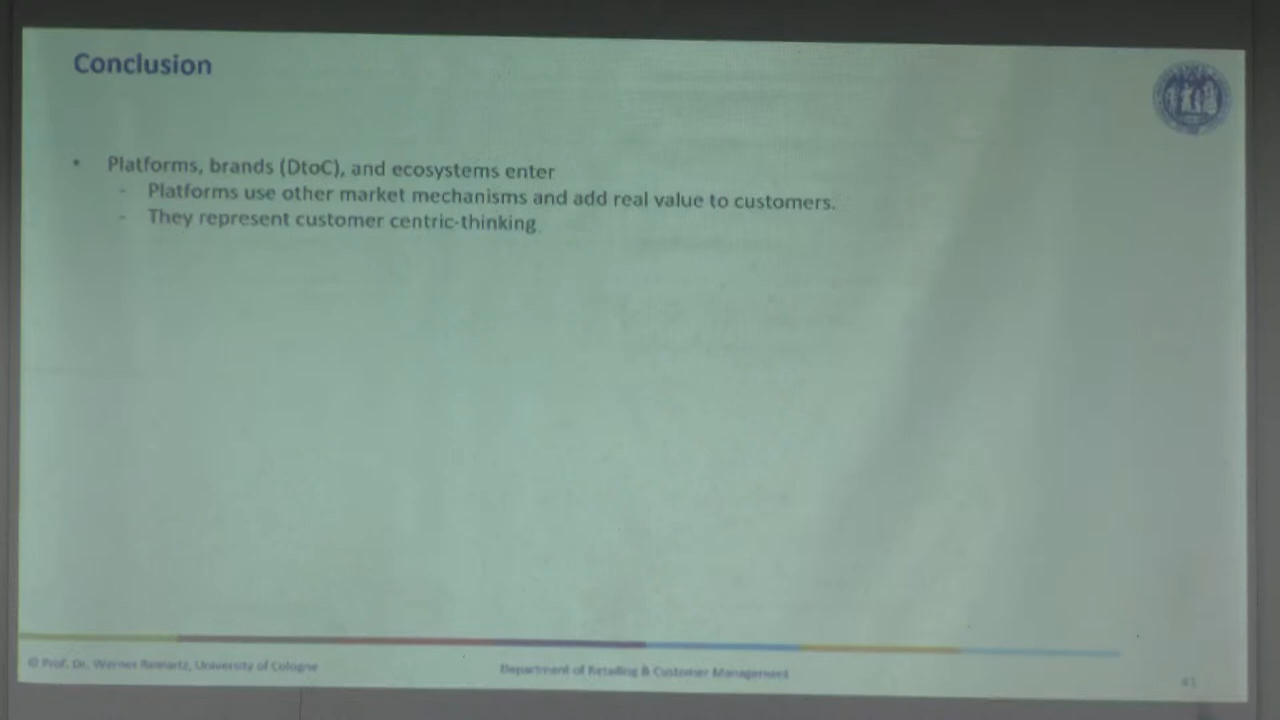 Conclusion
• Platforms, brands (DtoC), and ecosystems enter
- Platforms use other market mechanisms and add real value to customers.
- They represent customer centric-thinking
© Prof. Dr. Werner Reinartz, University of Cologne
Department of Retailing & Customer Management